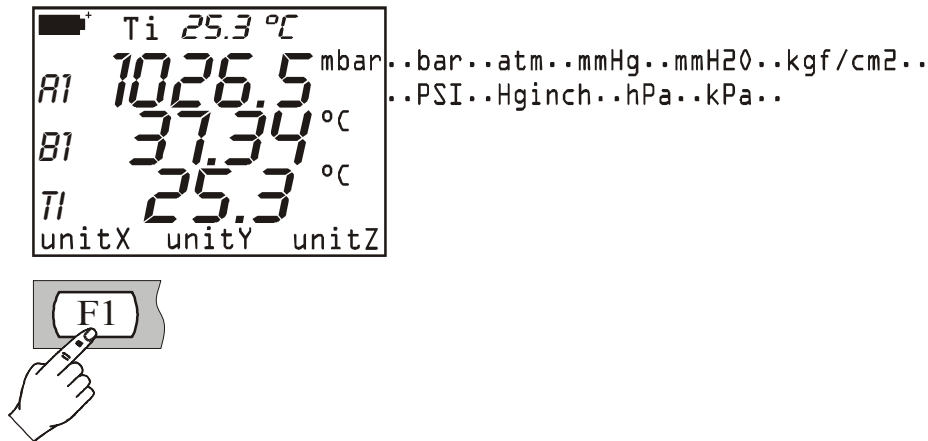 Ti 25.3 °C
A1 1026.5 mbar..bar..atm..mmHg..mmH20..kgf/cm2..
..PSI..Hginch..hPa..kPa..
B1 37.34 °C
TI 25.3 °C
unitX unitY unitZ
F1